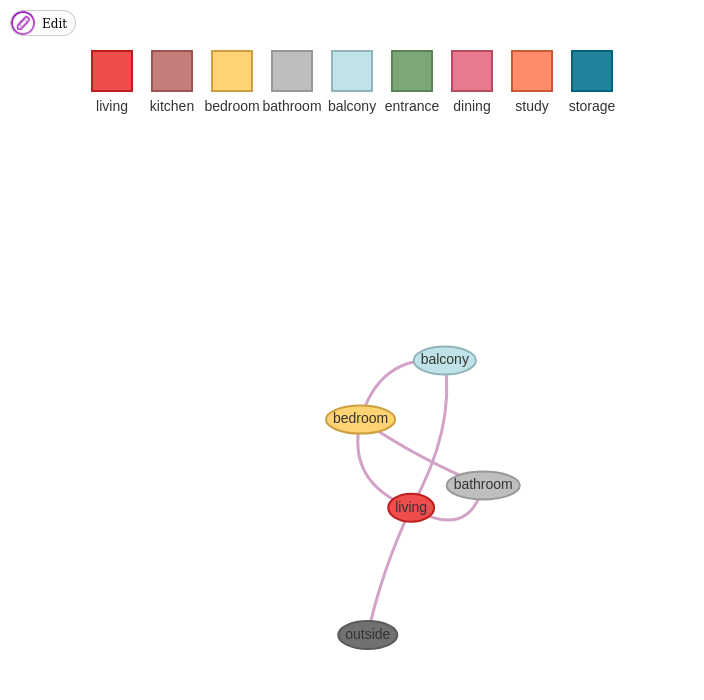 Edit
living kitchen bedroom bathroom balcony entrance dining study storage
balcony
bedroom
bathroom
living
outside